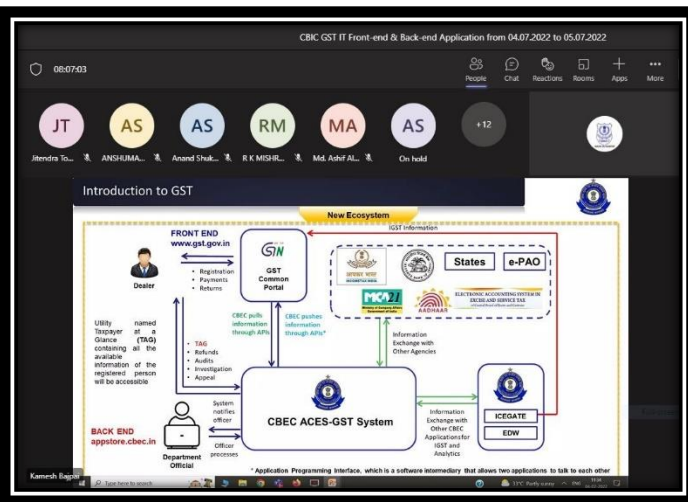 CBIC GST IT Front-end & Back-end Application from 04.07.2022 to 05.07.2022
08:07:03
People Chat Reactions Rooms Apps More
JT AS AS RM MA AS +12
Jitendra To... ANSHUMA... Anand Shuk... R K MISHR... Md. Ashif Al... On hold
Introduction to GST
New Ecosystem
IGST Information
FRONT END
www.gst.gov.in
Dealer
• Registration
• Payments
• Returns
GST
Common
Portal
States e-PAO
MCA21
AADHAAR
ELECTRONIC ACCOUNTING SYSTEM IN
EXCISE AND SERVICE TAX
Utility named
Taxpayer at a
Glance (TAG)
containing all the
available
information of the
registered person
will be accessible
• TAG
• Refunds
• Audits
• Investigation
• Appeal
CBEC pulls
information
through APIs
CBEC pushes
information
through APIs*
Information
Exchange with
Other Agencies
BACK END
appstore.cbec.in
Department
Official
System
notifies
officer
Officer
processes
CBEC ACES-GST System
Information
Exchange with
Other CBEC
Applications for
IGST and
Analytics
ICEGATE
EDW
* Application Programming Interface, which is a software intermediary that allows two applications to talk to each other
Kamesh Bajpai
Type here to search
Partly sunny ENG